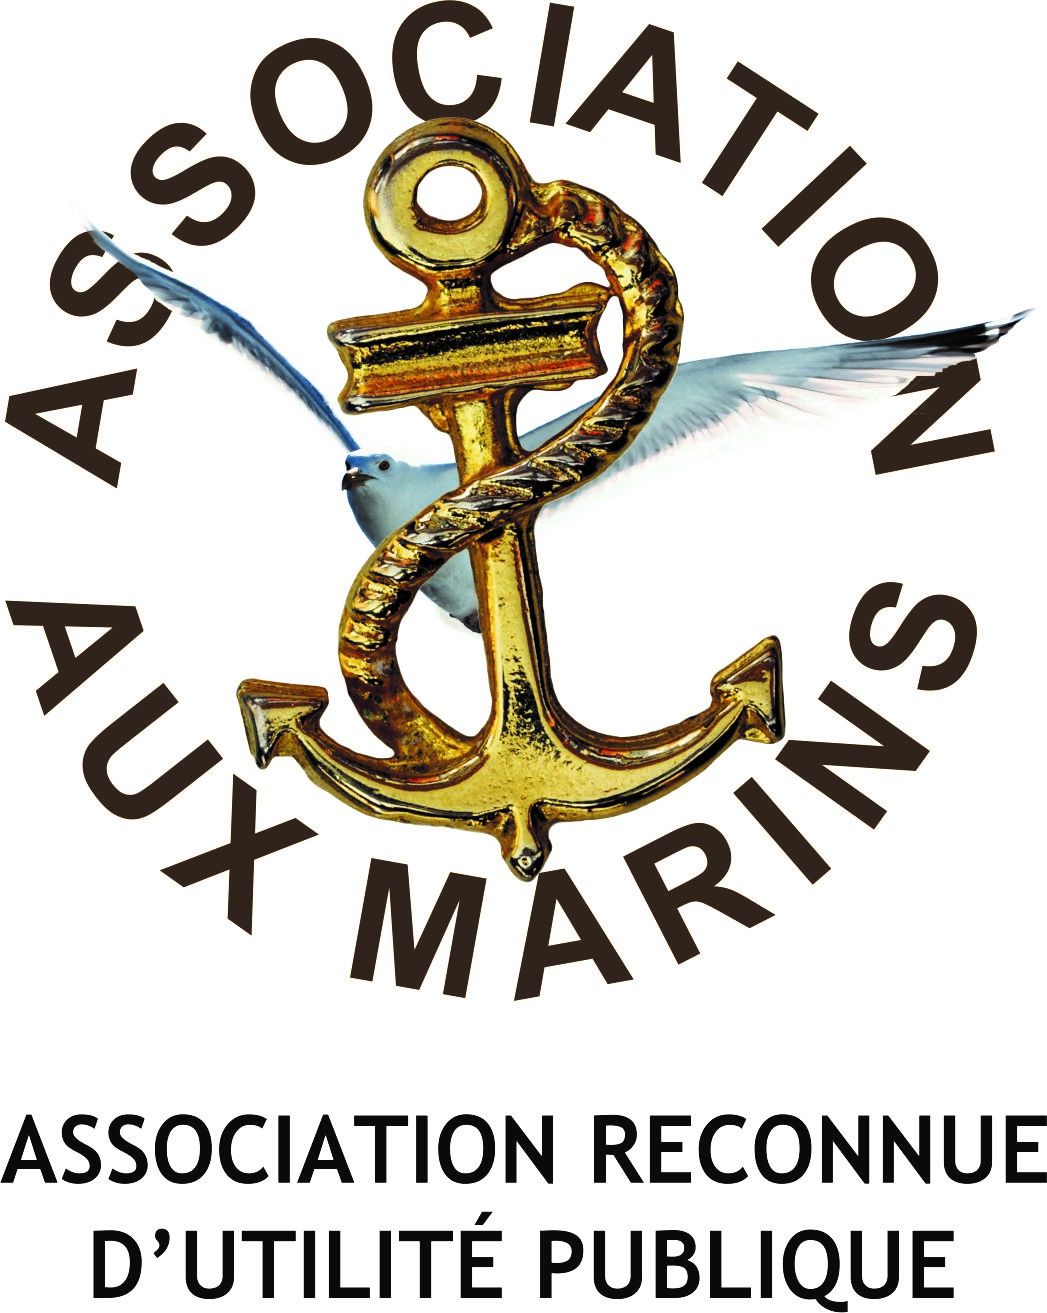 ASSOCIATION
AUX MARINS
ASSOCIATION RECONNUE
D’UTILITÉ PUBLIQUE